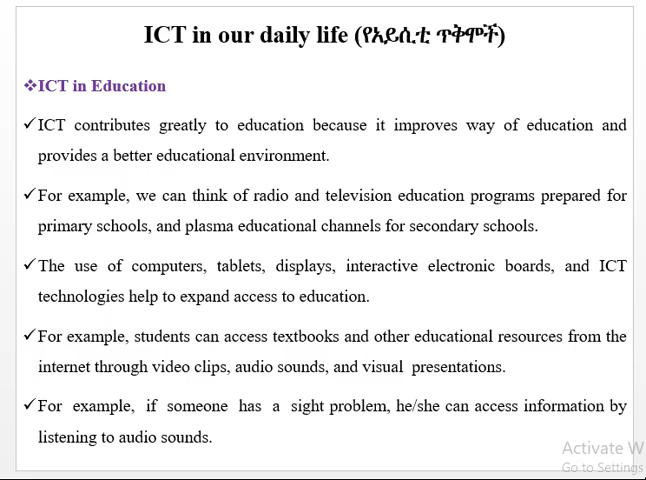 ICT in our daily life (የአይሲቲ ጥቅሞች)
❖ICT in Education
✓ICT contributes greatly to education because it improves way of education and
provides a better educational environment.
✓For example, we can think of radio and television education programs prepared for
primary schools, and plasma educational channels for secondary schools.
✓The use of computers, tablets, displays, interactive electronic boards, and ICT
technologies help to expand access to education.
✓For example, students can access textbooks and other educational resources from the
internet through video clips, audio sounds, and visual presentations.
✓For example, if someone has a sight problem, he/she can access information by
listening to audio sounds.
Activate W
Go to Settings